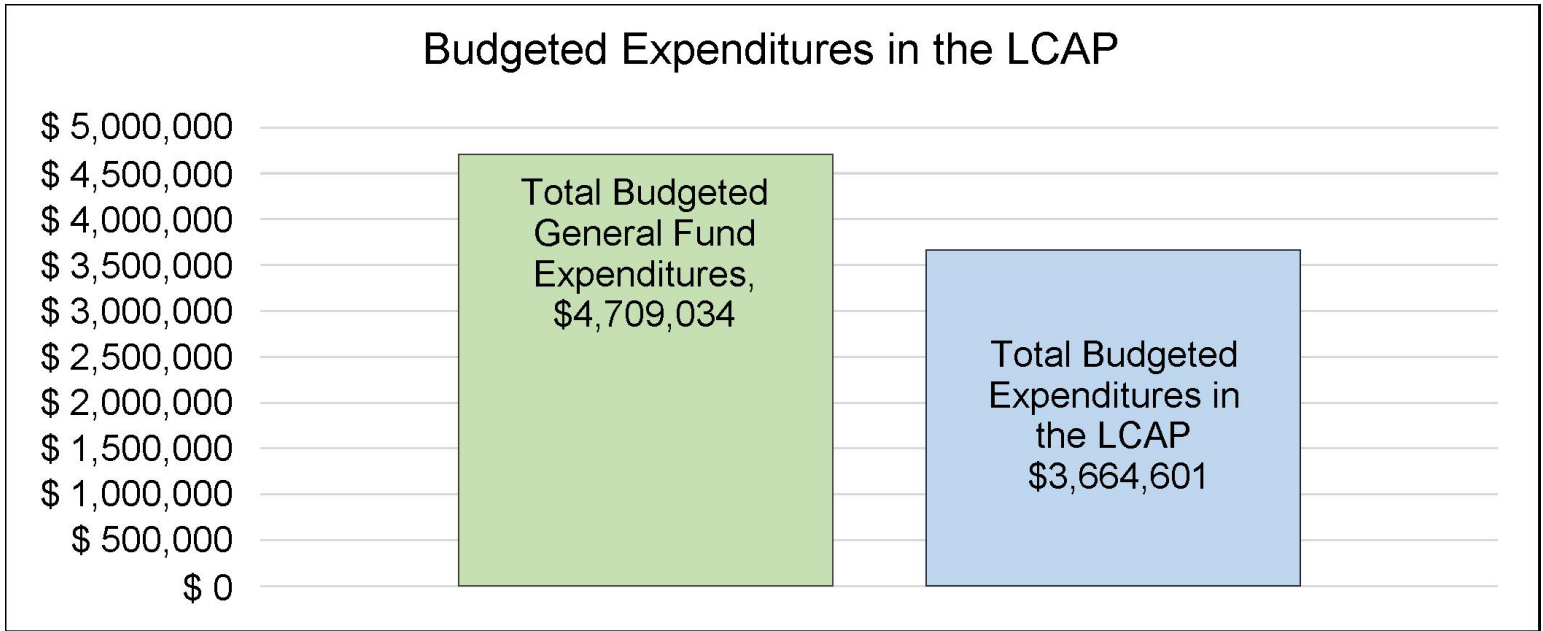 Budgeted Expenditures in the LCAP
$ 5,000,000
$ 4,500,000
$ 4,000,000
$ 3,500,000
$ 3,000,000
$ 2,500,000
$ 2,000,000
$ 1,500,000
$ 1,000,000
$ 500,000
$ 0
Total Budgeted
General Fund
Expenditures,
$4,709,034
Total Budgeted
Expenditures in
the LCAP
$3,664,601